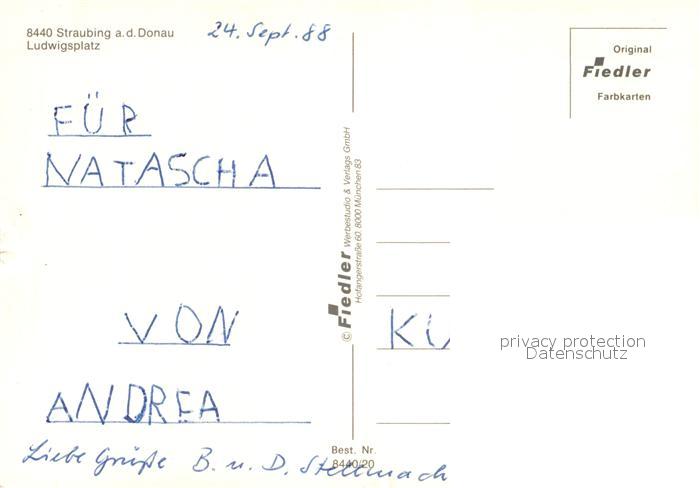 8440 Straubing a.d. Donau
Ludwigsplatz
24. Sept. 88
Original
Fiedler
Farbkarten
FÜR
NATASCHA
VON
ANDREA
Liebe Grüße B. u. D. Stellmach
© Fiedler Werbestudio & Verlags GmbH
Hofangerstraße 60 8000 München 83
KU
privacy protection
Datenschutz
Best. Nr.
8440/20